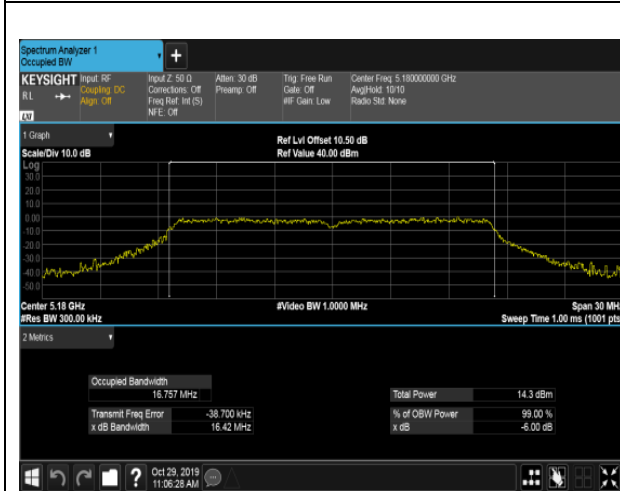 Spectrum Analyzer 1
Occupied BW
+
KEYSIGHT Input: RF Input Z: 50 Ω Atten: 30 dB Trig: Free Run Center Freq: 5.180000000 GHz
RL Coupling: DC Corrections: Off Preamp: Off Gate: Off Avg|Hold: 10/10
Align: Off Freq Ref: Int (S) #IF Gain: Low Radio Std: None
LXI NFE: Off
1 Graph
Ref Lvl Offset 10.50 dB
Scale/Div 10.0 dB Ref Value 40.00 dBm
Log
30.0
20.0
10.0
0.00
-10.0
-20.0
-30.0
-40.0
-50.0
Center 5.18 GHz #Video BW 1.0000 MHz Span 30 MHz
#Res BW 300.00 kHz Sweep Time 1.00 ms (1001 pts
2 Metrics
Occupied Bandwidth
16.757 MHz Total Power 14.3 dBm
Transmit Freq Error -38.700 kHz % of OBW Power 99.00 %
x dB Bandwidth 16.42 MHz x dB -6.00 dB
? Oct 29, 2019
11:06:28 AM